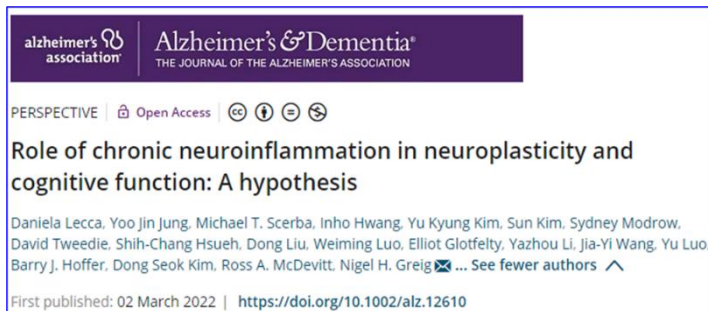 alzheimer's association
Alzheimer's & Dementia®
THE JOURNAL OF THE ALZHEIMER'S ASSOCIATION
PERSPECTIVE Open Access
Role of chronic neuroinflammation in neuroplasticity and
cognitive function: A hypothesis
Daniela Lecca, Yoo Jin Jung, Michael T. Scerba, Inho Hwang, Yu Kyung Kim, Sun Kim, Sydney Modrow,
David Tweedie, Shih-Chang Hsueh, Dong Liu, Weiming Luo, Elliot Glotfelty, Yazhou Li, Jia-Yi Wang, Yu Luo,
Barry J. Hoffer, Dong Seok Kim, Ross A. McDevitt, Nigel H. Greig ... See fewer authors
First published: 02 March 2022 | https://doi.org/10.1002/alz.12610